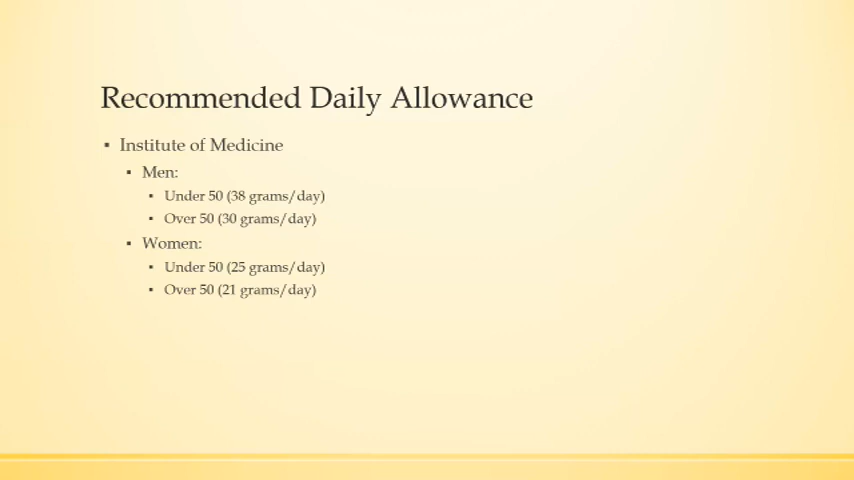 Recommended Daily Allowance
▪ Institute of Medicine
▪ Men:
▪ Under 50 (38 grams/day)
▪ Over 50 (30 grams/day)
▪ Women:
▪ Under 50 (25 grams/day)
▪ Over 50 (21 grams/day)